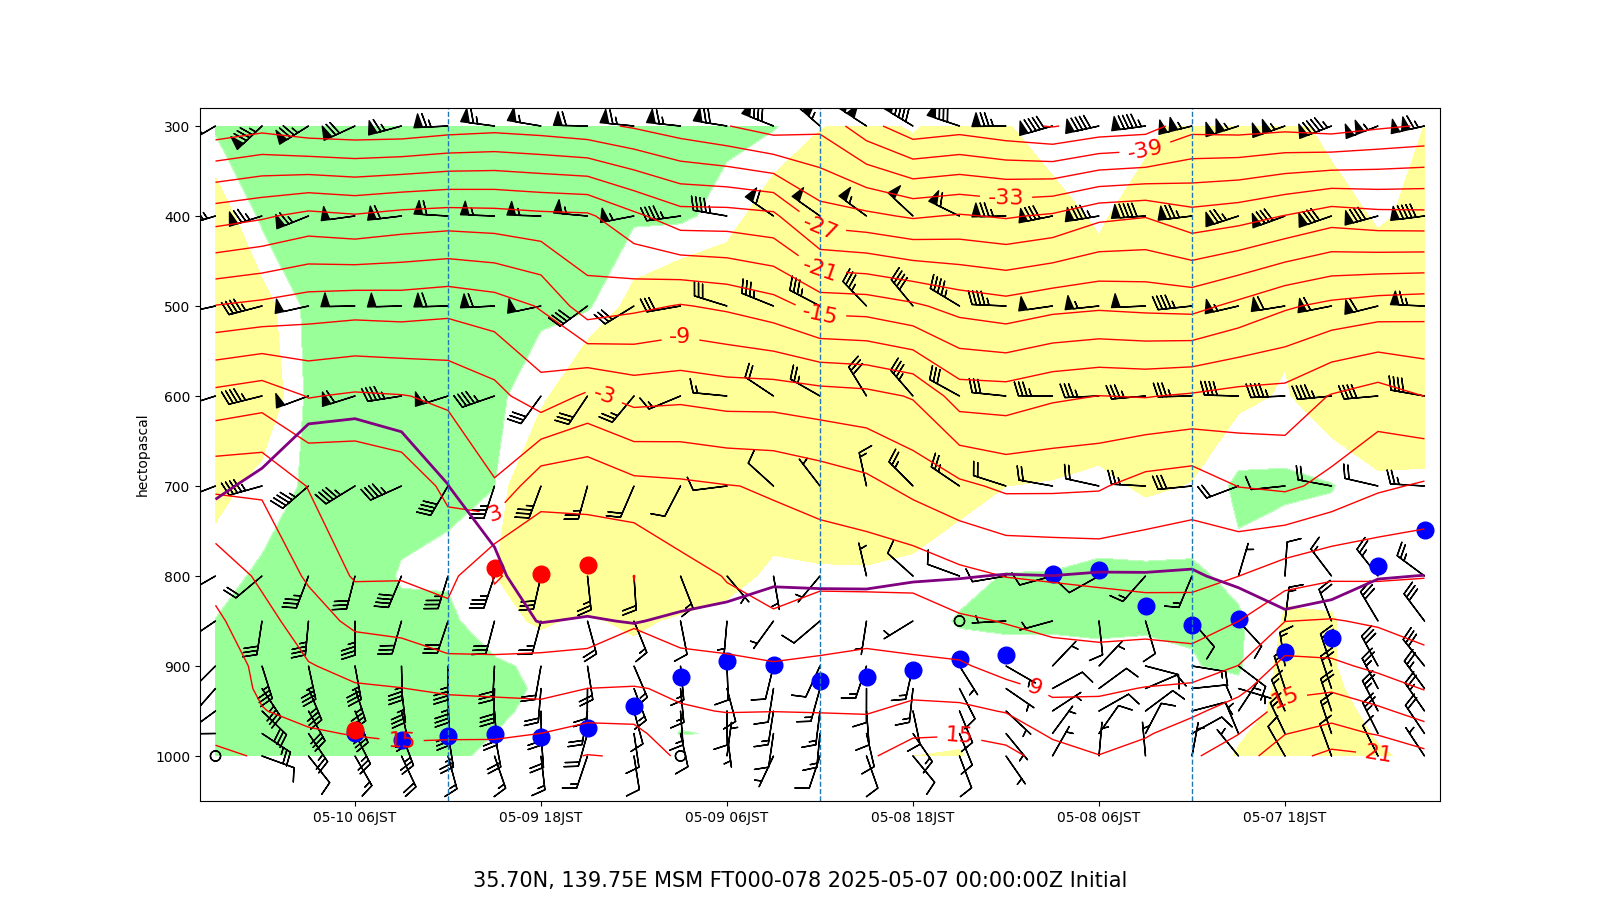 300
400
500
600
700
800
900
1000
hectopascal
-39
-33
-27
-21
-15
-9
-3
3
9
15
15
15
21
05-10 06JST
05-09 18JST
05-09 06JST
05-08 18JST
05-08 06JST
05-07 18JST
35.70N, 139.75E MSM FT000-078 2025-05-07 00:00:00Z Initial